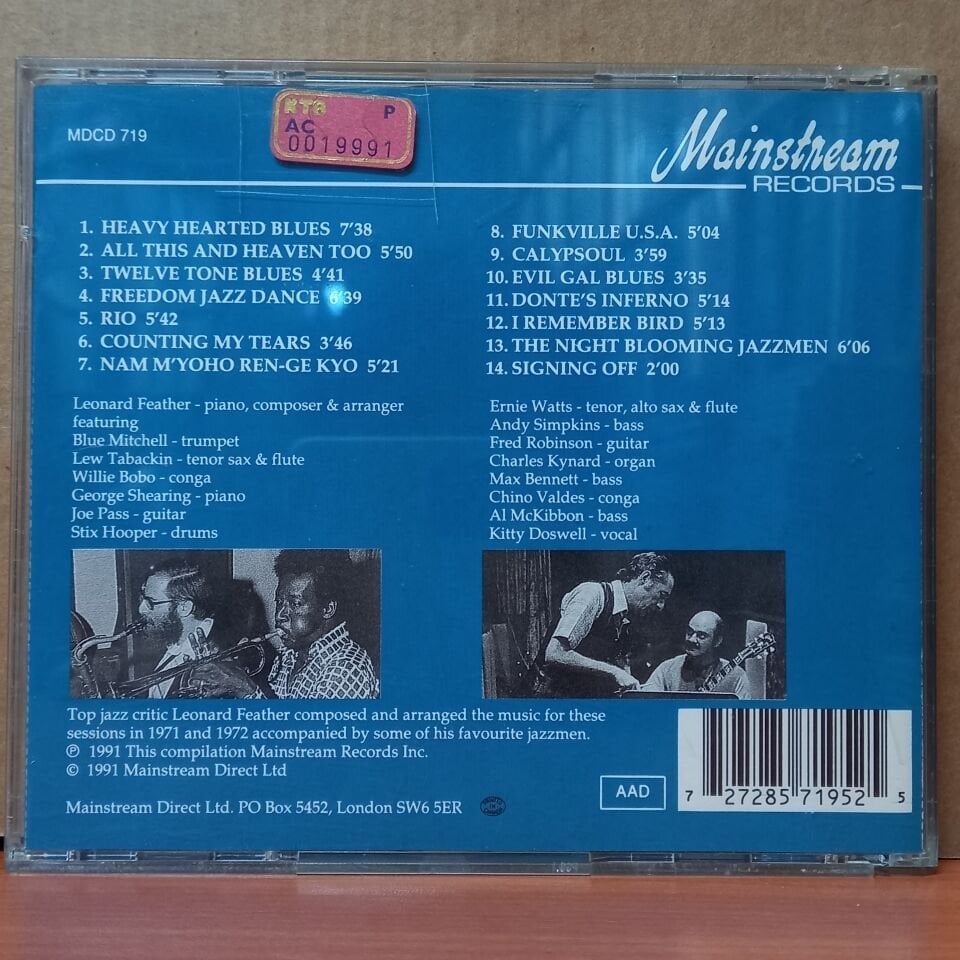 MDCD 719
KTB P
AC
0019991
Mainstream
RECORDS
1. HEAVY HEARTED BLUES 7'38
2. ALL THIS AND HEAVEN TOO 5'50
3. TWELVE TONE BLUES 4'41
4. FREEDOM JAZZ DANCE 6'39
5. RIO 5'42
6. COUNTING MY TEARS 3'46
7. NAM M'YOHO REN-GE KYO 5'21
8. FUNKVILLE U.S.A. 5'04
9. CALYPSOUL 3'59
10. EVIL GAL BLUES 3'35
11. DONTE'S INFERNO 5'14
12. I REMEMBER BIRD 5'13
13. THE NIGHT BLOOMING JAZZMEN 6'06
14. SIGNING OFF 2'00
Leonard Feather - piano, composer & arranger
featuring
Blue Mitchell - trumpet
Lew Tabackin - tenor sax & flute
Willie Bobo - conga
George Shearing - piano
Joe Pass - guitar
Stix Hooper - drums
Ernie Watts - tenor, alto sax & flute
Andy Simpkins - bass
Fred Robinson - guitar
Charles Kynard - organ
Max Bennett - bass
Chino Valdes - conga
Al McKibbon - bass
Kitty Doswell - vocal
Top jazz critic Leonard Feather composed and arranged the music for these
sessions in 1971 and 1972 accompanied by some of his favourite jazzmen.
℗ 1991 This compilation Mainstream Records Inc.
© 1991 Mainstream Direct Ltd
Mainstream Direct Ltd. PO Box 5452, London SW6 5ER
AAD
7 27285 71952 5